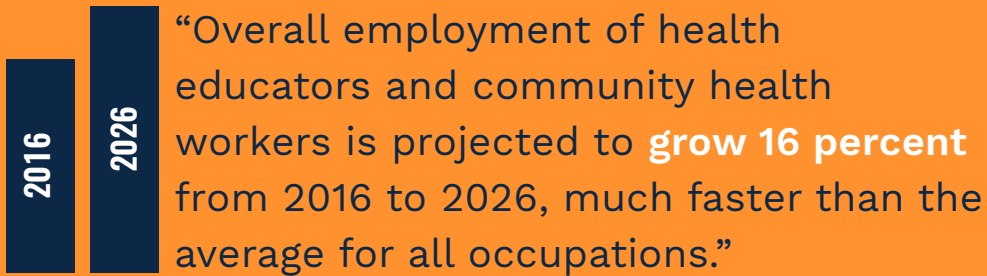 2016
2026
“Overall employment of health
educators and community health
workers is projected to grow 16 percent
from 2016 to 2026, much faster than the
average for all occupations.”